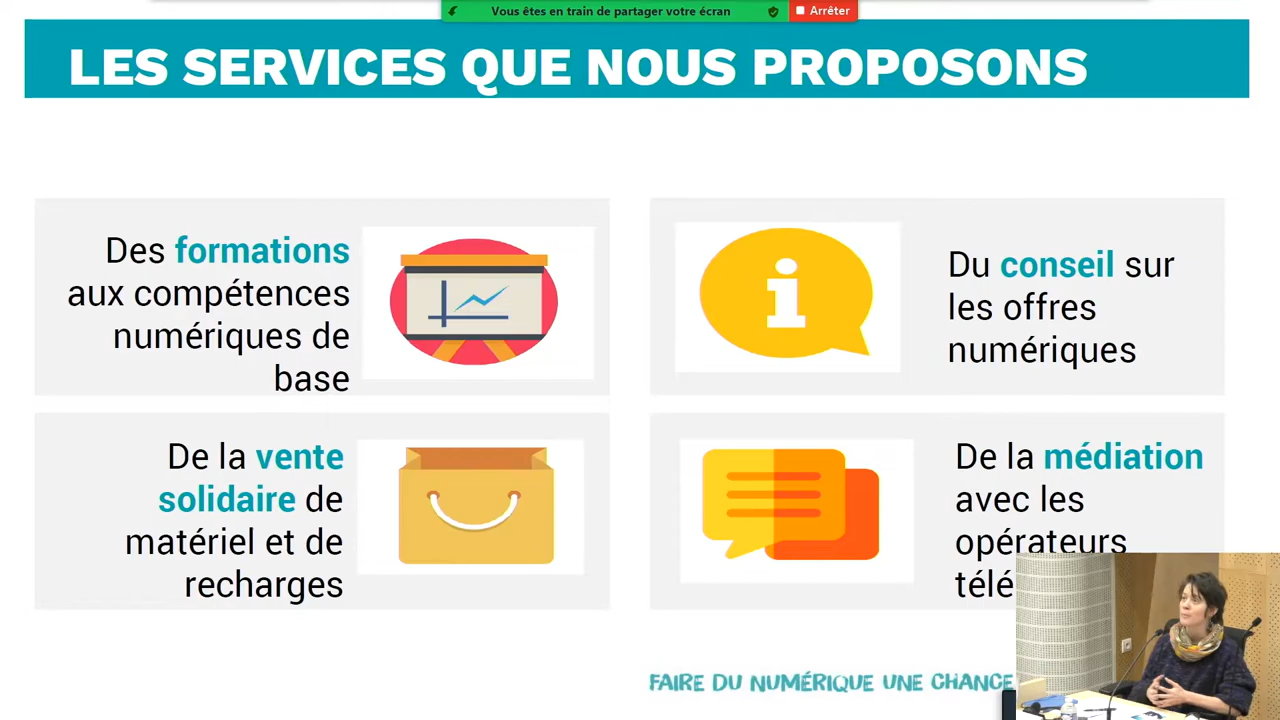 Vous êtes en train de partager votre écran
Arrêter
LES SERVICES QUE NOUS PROPOSONS
Des formations
aux compétences
numériques de
base
Du conseil sur
les offres
numériques
De la vente
solidaire de
matériel et de
recharges
De la médiation
avec les
opérateurs
FAIRE DU NUMÉRIQUE UNE CHANCE